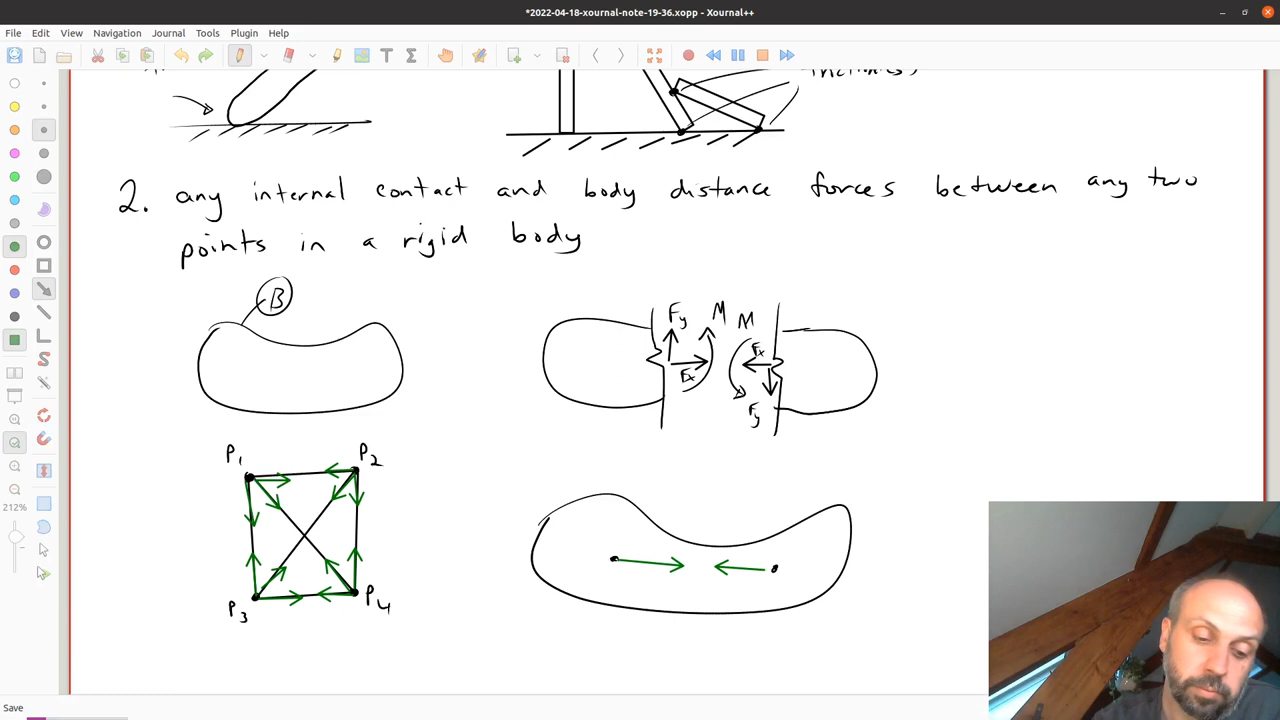 *2022-04-18-xournal-note-19-36.xopp - Xournal++
File Edit View Navigation Journal Tools Plugin Help
2. any internal contact and body distance forces between any two
points in a rigid body
B
Fy M M
Fx Fx
Fy
P1 P2
P3 P4
212%
Save